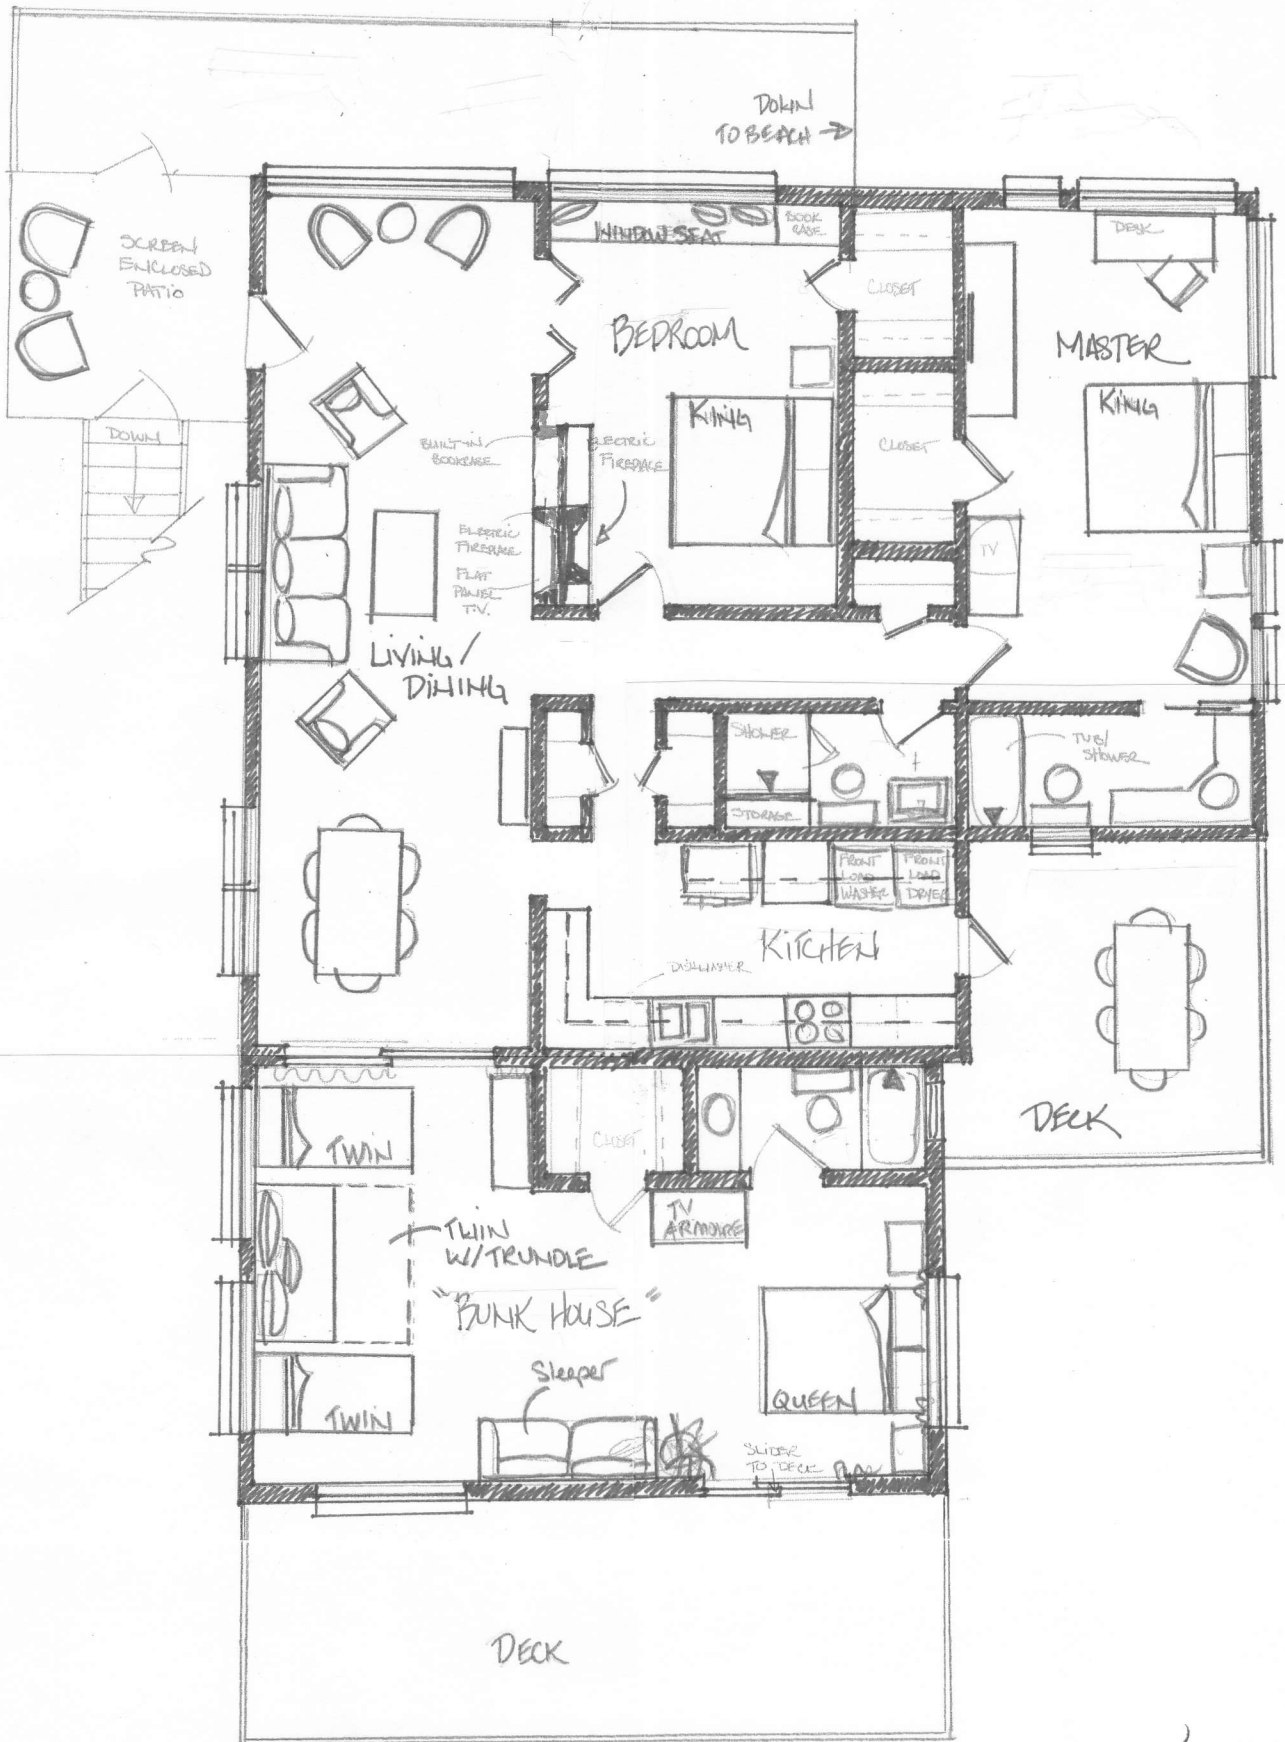 DOWN
TO BEACH
SCREEN
ENCLOSED
PATIO
WINDOW SEAT
BOOK
CASE
DESK
CLOSET
BEDROOM
MASTER
KING
KING
DOWN
BUILT-IN
BOOKCASE
ELECTRIC
FIREPLACE
CLOSET
ELECTRIC
FIREPLACE
FLAT
PANEL
T.V.
TV
LIVING/
DINING
SHOWER
STORAGE
TUB/
SHOWER
FRONT
LOAD
WASHER
FRONT
LOAD
DRYER
KITCHEN
DISHWASHER
DECK
TWIN
CLOSET
TV
ARMOIRE
TWIN
W/TRUNDLE
"BUNK HOUSE"
Sleeper
TWIN
QUEEN
SLIDER
TO DECK
DECK